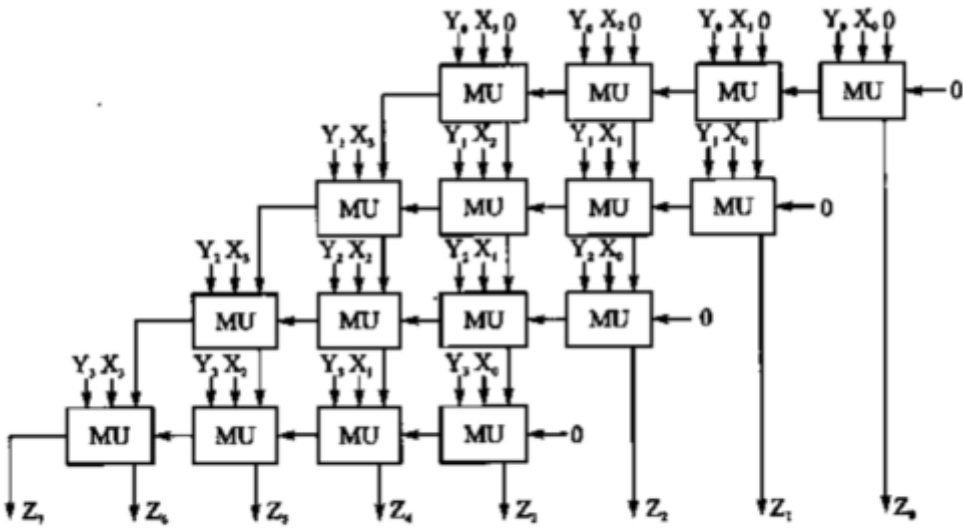 Y₀ X₃ 0 Y₀ X₂ 0 Y₀ X₁ 0 Y₀ X₀ 0
MU MU MU MU 0
Y₁ X₃ Y₁ X₂ Y₁ X₁ Y₁ X₀
MU MU MU MU 0
Y₂ X₃ Y₂ X₂ Y₂ X₁ Y₂ X₀
MU MU MU MU 0
Y₃ X₃ Y₃ X₂ Y₃ X₁ Y₃ X₀
MU MU MU MU 0
Z₇ Z₆ Z₅ Z₄ Z₃ Z₂ Z₁ Z₀